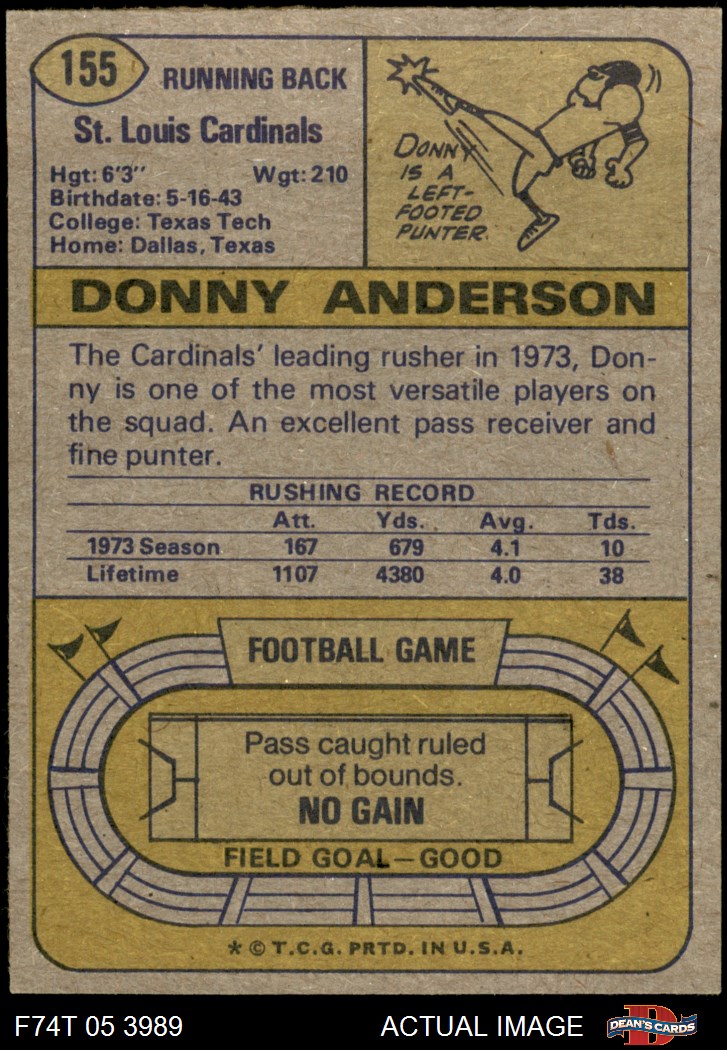 155
RUNNING BACK
St. Louis Cardinals
Hgt: 6'3" Wgt: 210
Birthdate: 5-16-43
College: Texas Tech
Home: Dallas, Texas
DONNY
IS A
LEFT-
FOOTED
PUNTER.
DONNY ANDERSON
The Cardinals' leading rusher in 1973, Don-
ny is one of the most versatile players on
the squad. An excellent pass receiver and
fine punter.
RUSHING RECORD
Att. Yds. Avg. Tds.
1973 Season 167 679 4.1 10
Lifetime 1107 4380 4.0 38
FOOTBALL GAME
Pass caught ruled
out of bounds.
NO GAIN
FIELD GOAL—GOOD
* © T.C.G. PRTD. IN U.S.A.
F74T 05 3989 ACTUAL IMAGE D DEAN'S CARDS